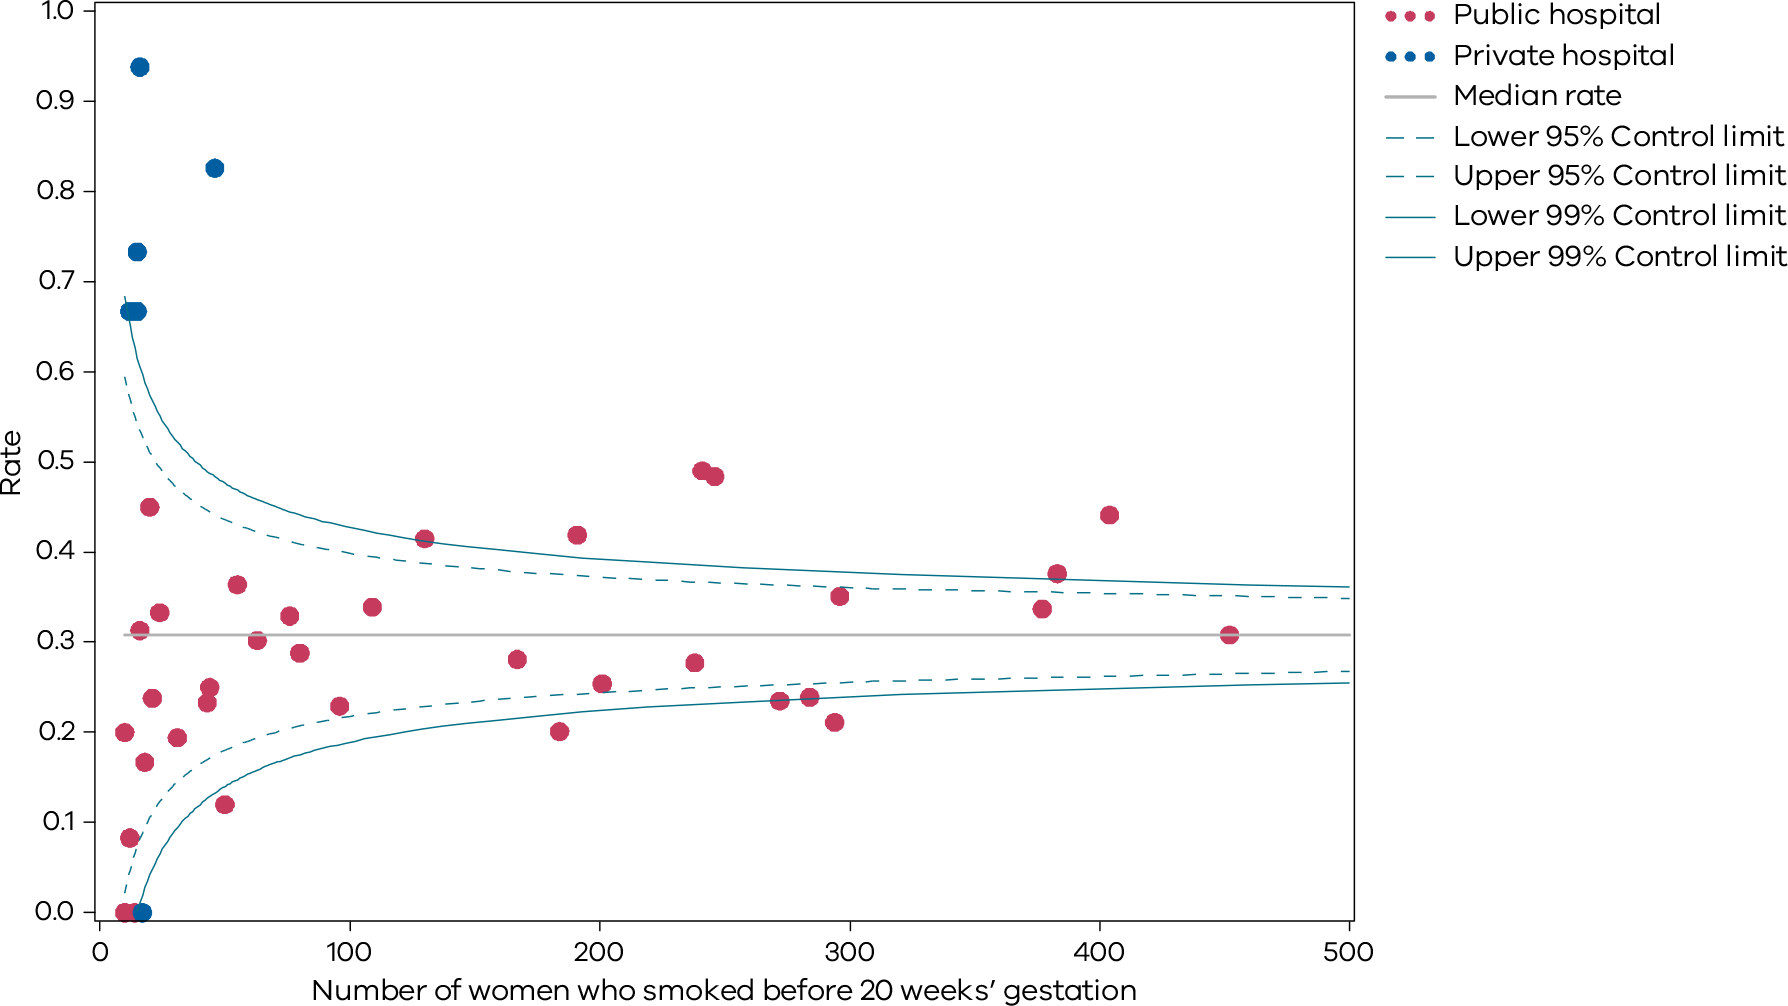 1.0
0.9
0.8
0.7
0.6
0.5
0.4
0.3
0.2
0.1
0.0
Rate
0 100 200 300 400 500
Number of women who smoked before 20 weeks’ gestation
Public hospital
Private hospital
Median rate
Lower 95% Control limit
Upper 95% Control limit
Lower 99% Control limit
Upper 99% Control limit